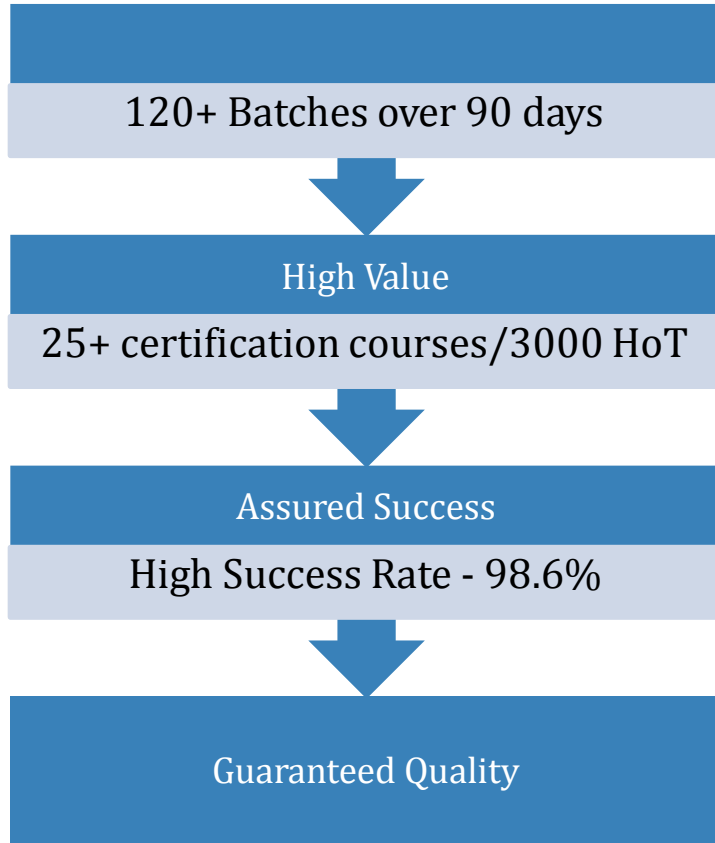 120+ Batches over 90 days
High Value
25+ certification courses/3000 HoT
Assured Success
High Success Rate - 98.6%
Guaranteed Quality